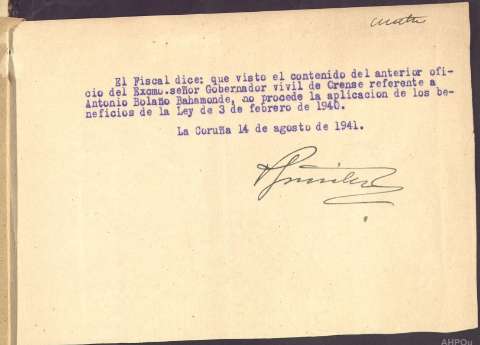 El Fiscal dice: que visto el contenido del anterior ofi-
cio del Excmo.señor Gobernador vivil de Orense referente a
Antonio Bolaño Bahamonde, no procede la aplicacion de los be-
neficios de la Ley de 3 de febrero de 1940.
La Coruña 14 de agosto de 1941.
AHPOu